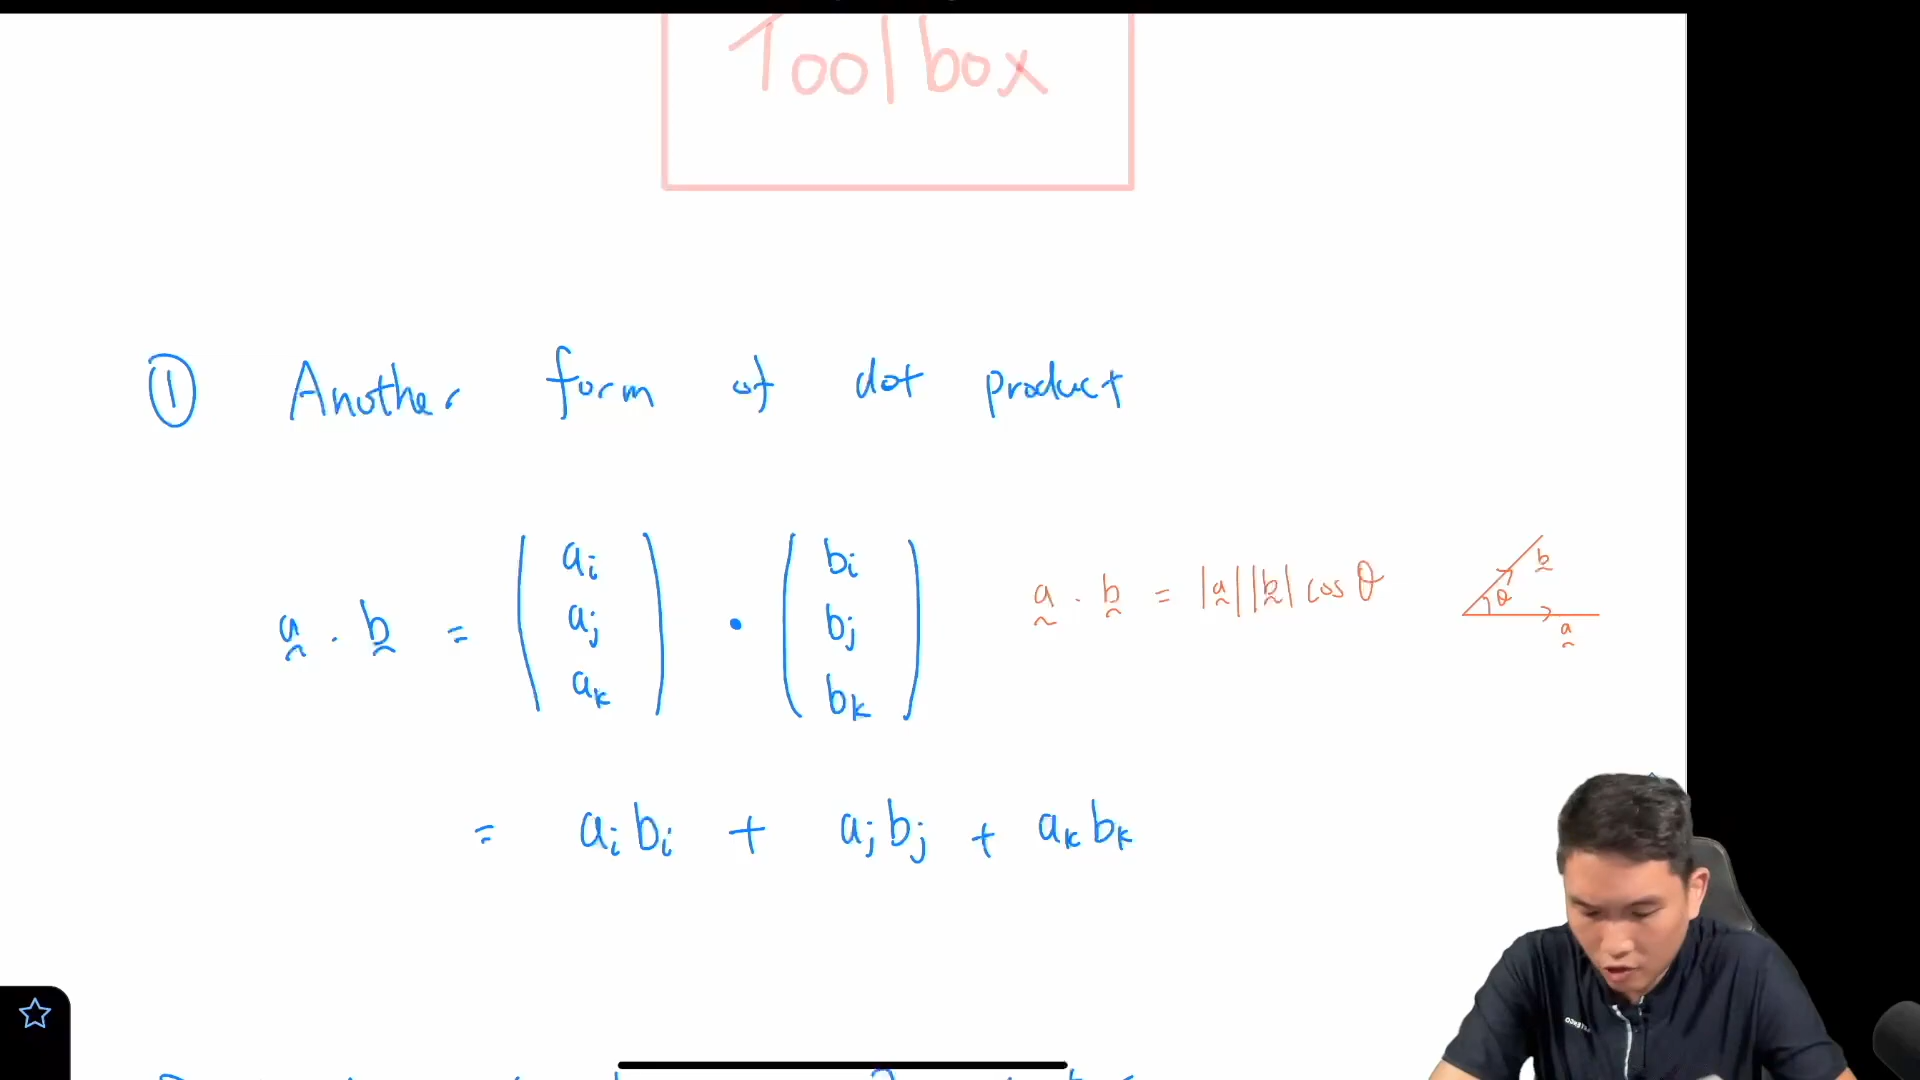 Toolbox
① Another form of dot product
a · b = ( ai aj ak ) · ( bi bj bk )
a · b = |a||b| cos θ
b
θ
a
= aibi + ajbj + akbk